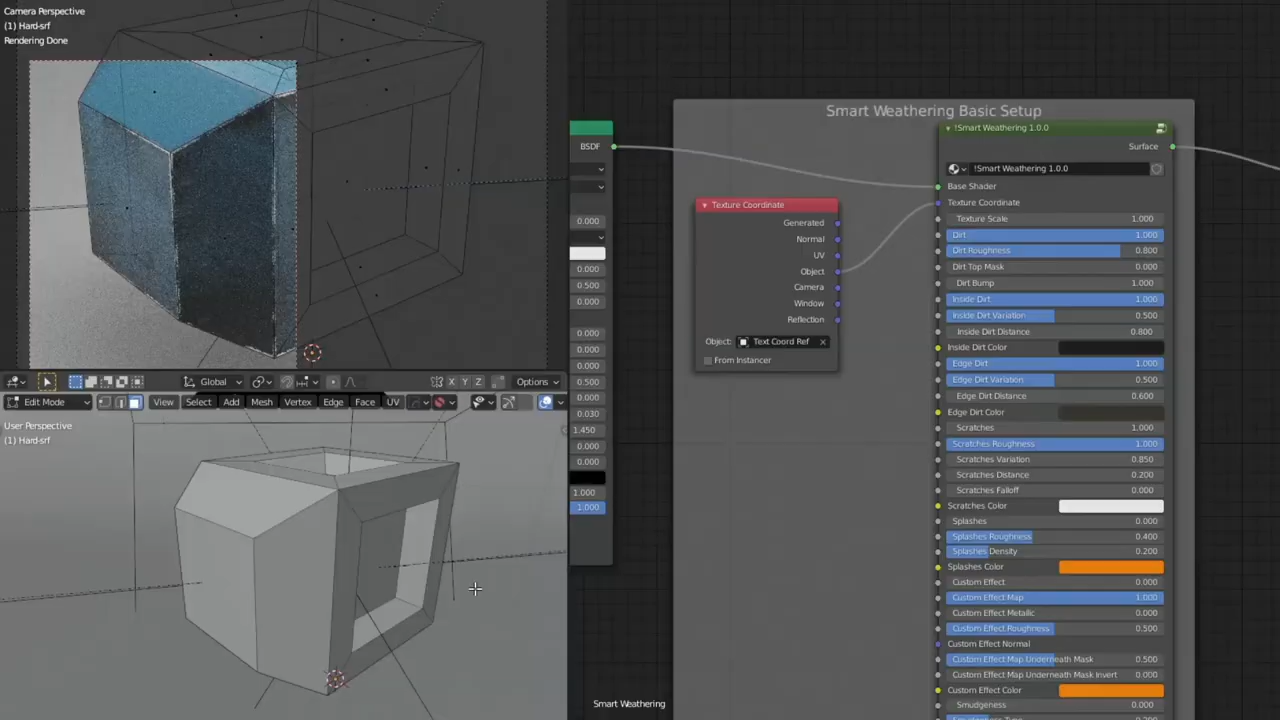 Camera Perspective
(1) Hard-srf
Rendering Done
Global
Options
Edit Mode
View
Select
Add
Mesh
Vertex
Edge
Face
UV
X
Y
Z
User Perspective
(1) Hard-srf
BSDF
0.000
0.000
0.500
0.000
0.000
0.000
0.000
0.500
0.000
0.030
1.450
0.000
0.000
1.000
1.000
Smart Weathering Basic Setup
Texture Coordinate
Generated
Normal
UV
Object
Camera
Window
Reflection
Object: Text Coord Ref
From Instancer
!Smart Weathering 1.0.0
Surface
!Smart Weathering 1.0.0
Base Shader
Texture Coordinate
Texture Scale 1.000
Dirt 1.000
Dirt Roughness 0.800
Dirt Top Mask 0.000
Dirt Bump 1.000
Inside Dirt 1.000
Inside Dirt Variation 0.500
Inside Dirt Distance 0.800
Inside Dirt Color
Edge Dirt 1.000
Edge Dirt Variation 0.500
Edge Dirt Distance 0.600
Edge Dirt Color
Scratches 1.000
Scratches Roughness 1.000
Scratches Variation 0.850
Scratches Distance 0.200
Scratches Falloff 0.000
Scratches Color
Splashes 0.000
Splashes Roughness 0.400
Splashes Density 0.200
Splashes Color
Custom Effect 0.000
Custom Effect Map 1.000
Custom Effect Metallic 0.000
Custom Effect Roughness 0.500
Custom Effect Normal
Custom Effect Map Underneath Mask 0.500
Custom Effect Map Underneath Mask Invert 0.000
Custom Effect Color
Smudgeness 0.000
Smart Weathering